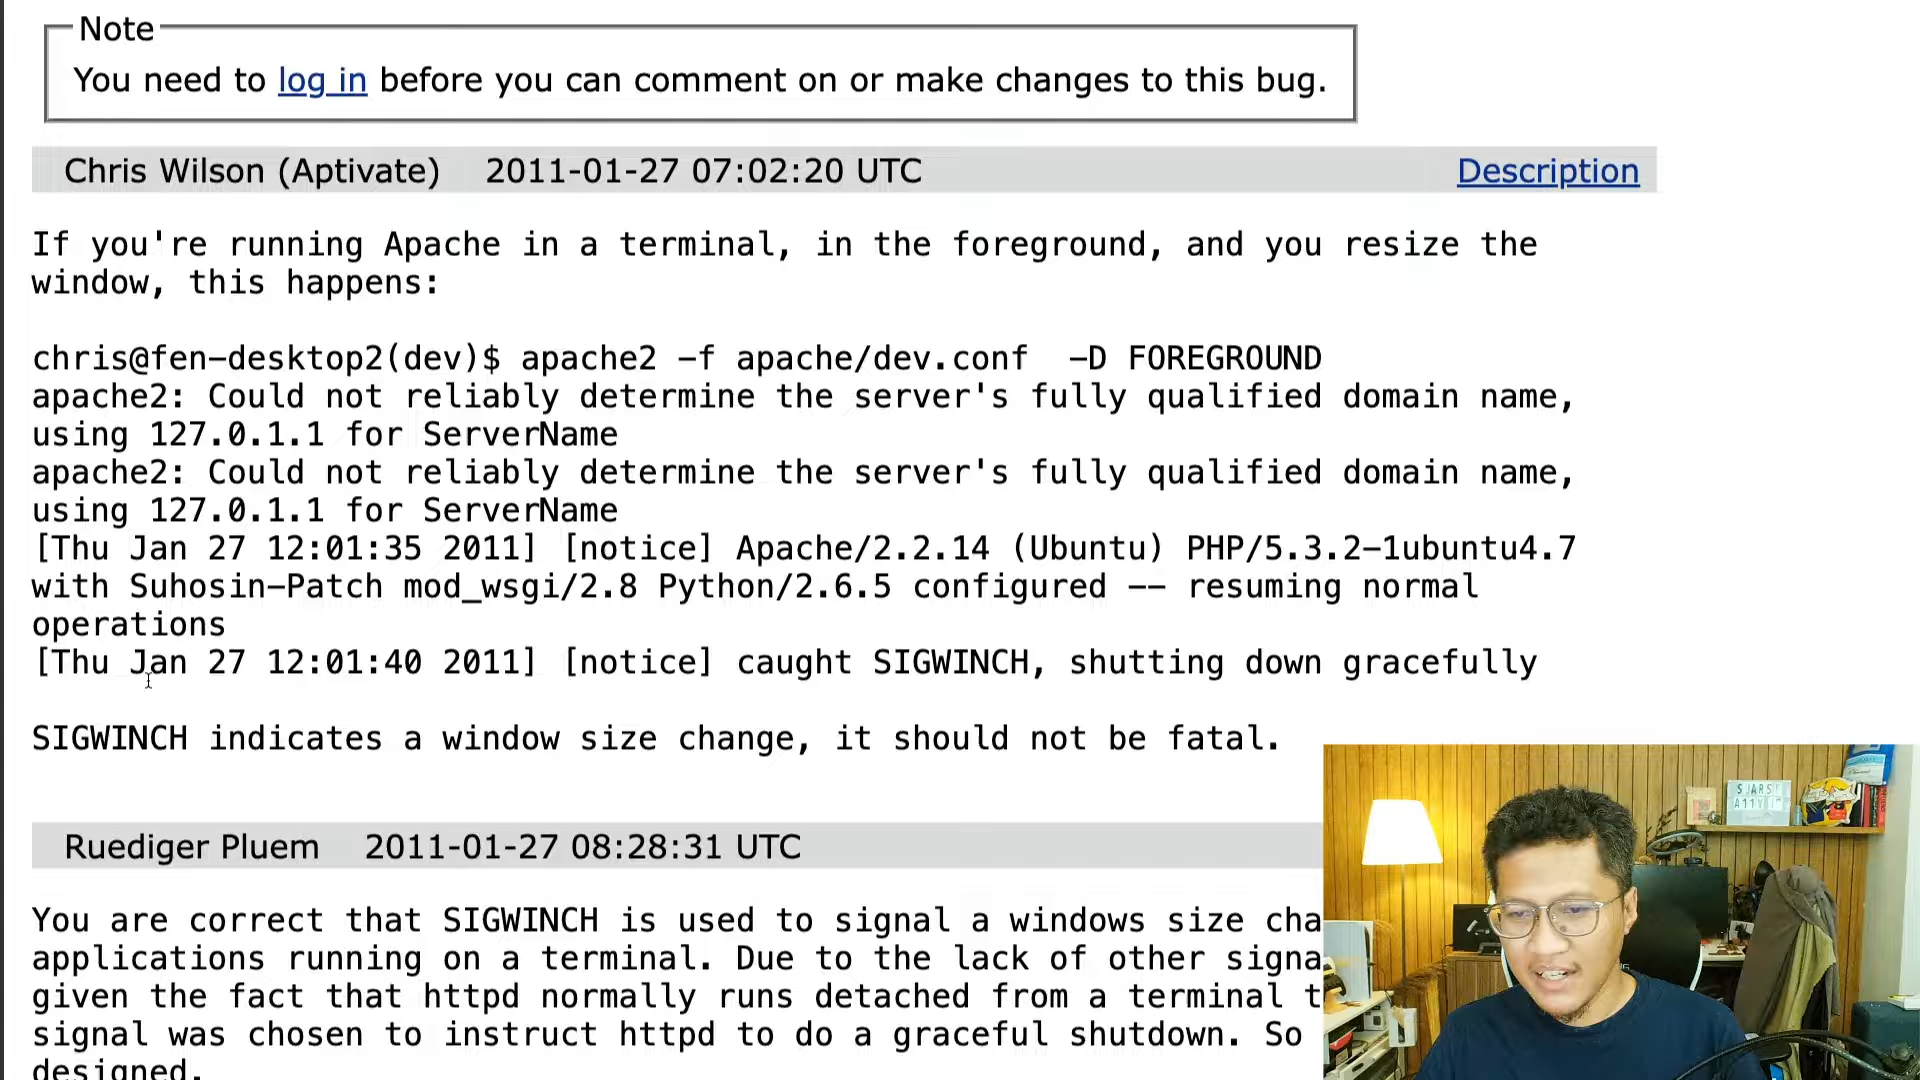 Note
You need to log in before you can comment on or make changes to this bug.
Chris Wilson (Aptivate) 2011-01-27 07:02:20 UTC Description
If you're running Apache in a terminal, in the foreground, and you resize the
window, this happens:
chris@fen-desktop2(dev)$ apache2 -f apache/dev.conf  -D FOREGROUND
apache2: Could not reliably determine the server's fully qualified domain name,
using 127.0.1.1 for ServerName
apache2: Could not reliably determine the server's fully qualified domain name,
using 127.0.1.1 for ServerName
[Thu Jan 27 12:01:35 2011] [notice] Apache/2.2.14 (Ubuntu) PHP/5.3.2-1ubuntu4.7
with Suhosin-Patch mod_wsgi/2.8 Python/2.6.5 configured -- resuming normal
operations
[Thu Jan 27 12:01:40 2011] [notice] caught SIGWINCH, shutting down gracefully
SIGWINCH indicates a window size change, it should not be fatal.
Ruediger Pluem 2011-01-27 08:28:31 UTC
You are correct that SIGWINCH is used to signal a windows size cha
applications running on a terminal. Due to the lack of other signa
given the fact that httpd normally runs detached from a terminal t
signal was chosen to instruct httpd to do a graceful shutdown. So
designed.